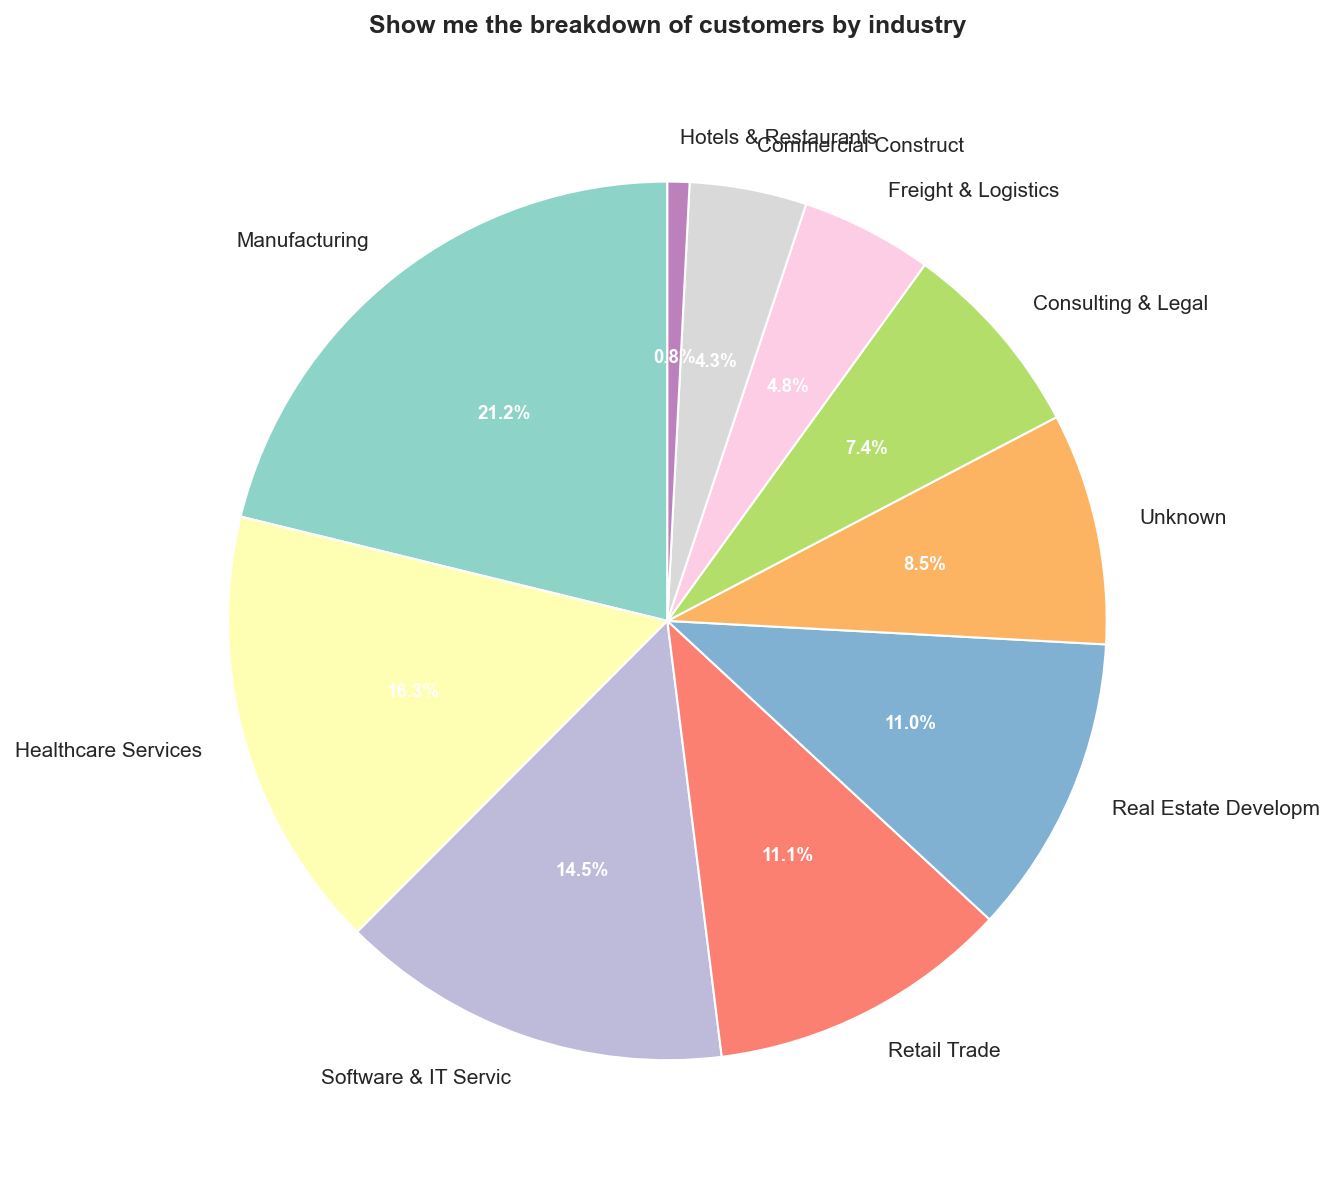 Show me the breakdown of customers by industry
Hotels & Restaurants
Commercial Construct
Freight & Logistics
Manufacturing
Consulting & Legal
0.8%
4.3%
4.8%
21.2%
7.4%
Unknown
8.5%
16.3%
11.0%
Healthcare Services
Real Estate Developm
11.1%
14.5%
Retail Trade
Software & IT Servic